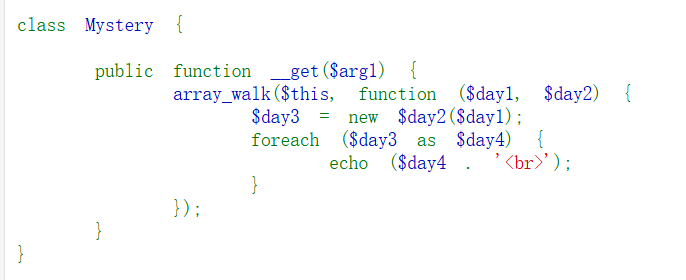 class Mystery {
public function __get($arg1) {
array_walk($this, function ($day1, $day2) {
$day3 = new $day2($day1);
foreach ($day3 as $day4) {
echo ($day4 . '<br>');
}
});
}
}